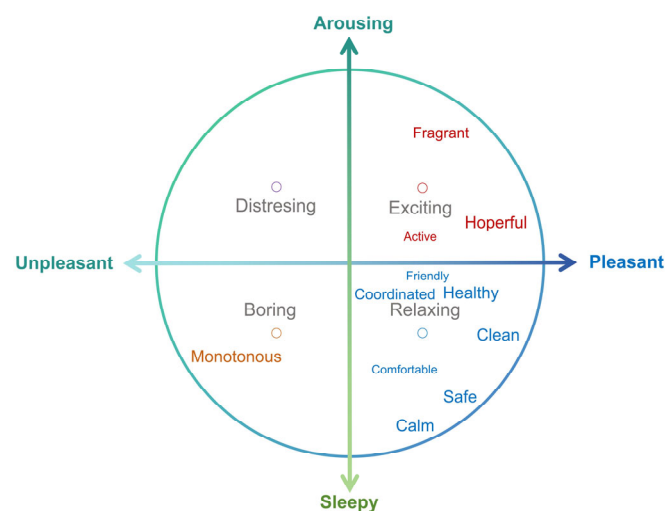 Arousing
Fragrant
Distresing
Exciting
Hoperful
Active
Unpleasant
Pleasant
Friendly
Coordinated
Healthy
Boring
Relaxing
Clean
Monotonous
Comfortable
Safe
Calm
Sleepy